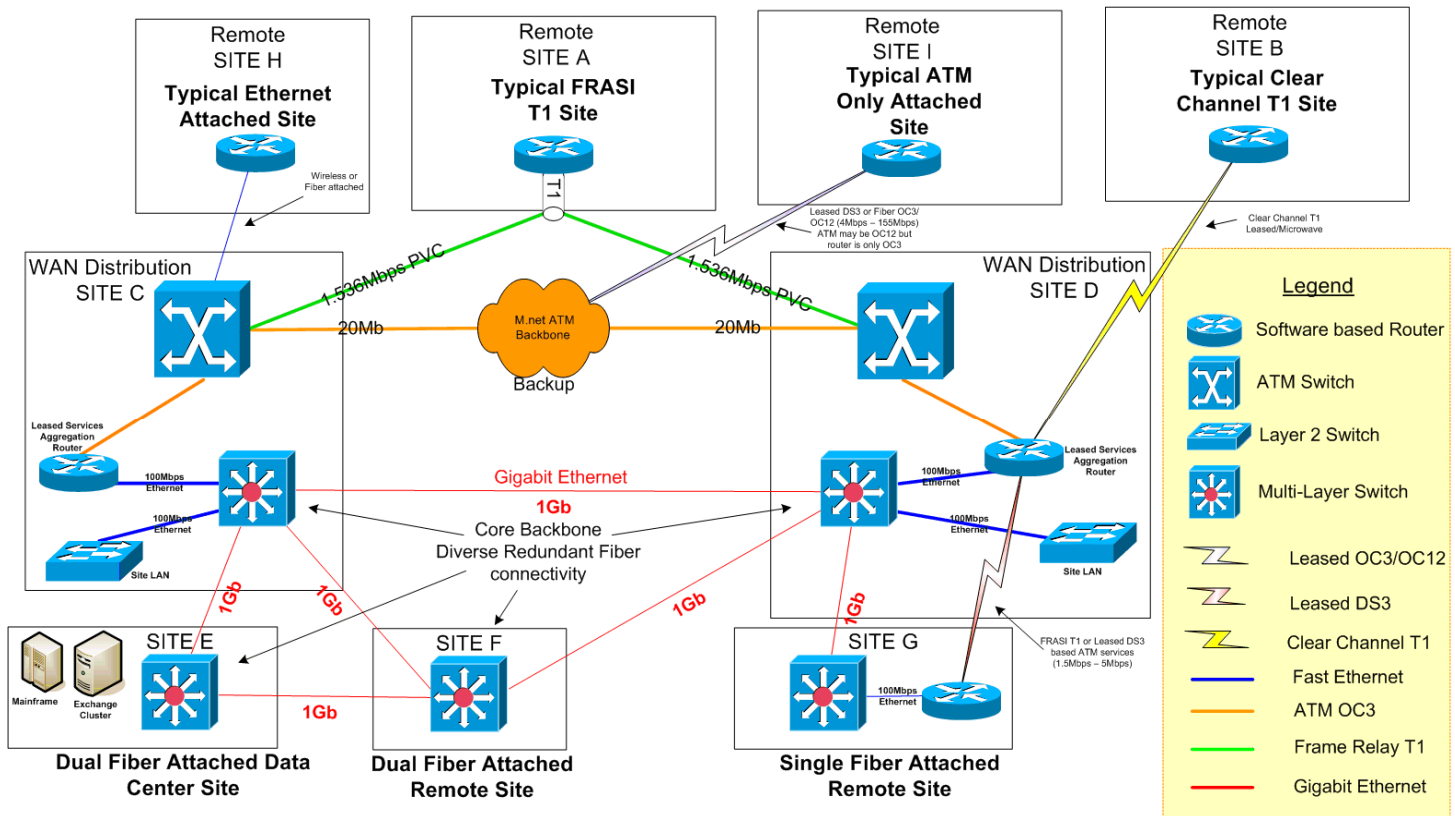 Remote
SITE H
Typical Ethernet
Attached Site
Wireless or
Fiber attached
Remote
SITE A
Typical FRASI
T1 Site
T1
Remote
SITE I
Typical ATM
Only Attached
Site
Leased DS3 or Fiber OC3/
OC12 (4Mbps – 155Mbps)
ATM may be OC12 but
router is only OC3
Remote
SITE B
Typical Clear
Channel T1 Site
Clear Channel T1
Leased/Microwave
WAN Distribution
SITE C
1.536Mbps PVC
20Mb
M.net ATM
Backbone
Backup
1.536Mbps PVC
20Mb
WAN Distribution
SITE D
Leased Services
Aggregation
Router
100Mbps
Ethernet
100Mbps
Ethernet
Site LAN
Gigabit Ethernet
1Gb
Core Backbone
Diverse Redundant Fiber
connectivity
Leased Services
Aggregation
Router
100Mbps
Ethernet
100Mbps
Ethernet
Site LAN
1Gb
1Gb
1Gb
1Gb
FRASI T1 or Leased DS3
based ATM services
(1.5Mbps – 5Mbps)
SITE E
Mainframe
Exchange
Cluster
1Gb
Dual Fiber Attached Data
Center Site
SITE F
Dual Fiber Attached
Remote Site
SITE G
100Mbps
Ethernet
Single Fiber Attached
Remote Site
Legend
Software based Router
ATM Switch
Layer 2 Switch
Multi-Layer Switch
Leased OC3/OC12
Leased DS3
Clear Channel T1
Fast Ethernet
ATM OC3
Frame Relay T1
Gigabit Ethernet